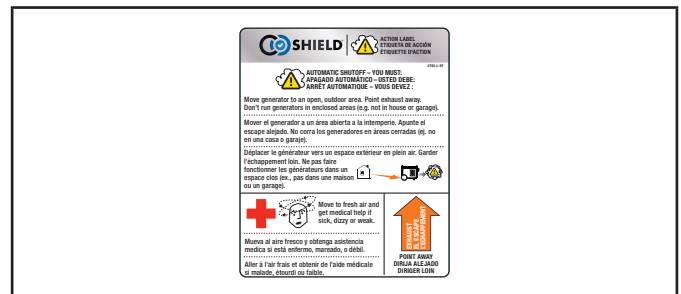 CO SHIELD
ACTION LABEL
ETIQUETA DE ACCIÓN
ÉTIQUETTE D'ACTION
AUTOMATIC SHUTOFF – YOU MUST:
APAGADO AUTOMÁTICO – USTED DEBE:
ARRÊT AUTOMATIQUE – VOUS DEVEZ :
Move generator to an open, outdoor area. Point exhaust away.
Don't run generators in enclosed areas (e.g. not in house or garage).
Mover el generador a un área abierta a la intemperie. Apunte el
escape alejado. No corra los generadores en áreas cerradas (ej. no
en una casa o garaje).
Déplacer le générateur vers un espace extérieur en plein air. Garder
l'échappement loin. Ne pas faire
fonctionner les générateurs dans un
espace clos (ex., pas dans une maison
ou un garage).
Move to fresh air and
get medical help if
sick, dizzy or weak.
Mueva al aire fresco y obtenga asistencia
medica si está enfermo, mareado, o débil.
Aller à l'air frais et obtenir de l'aide médicale
si malade, étourdi ou faible.
EXHAUST
EL ESCAPE
L'ÉCHAPPEMENT
POINT AWAY
DIRIJA ALEJADO
DIRIGER LOIN